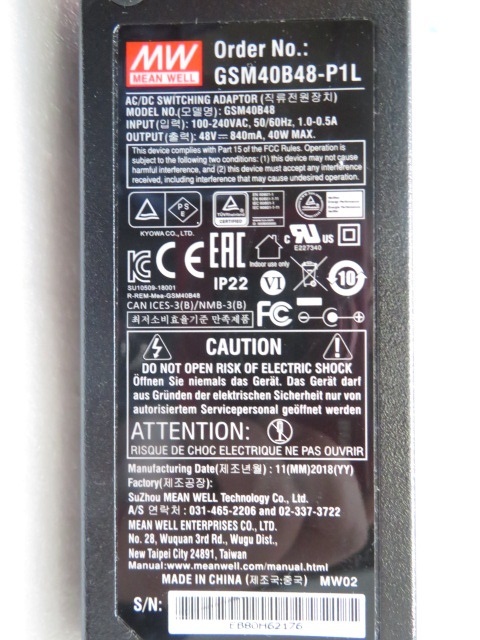 MW
MEAN WELL
Order No.:
GSM40B48-P1L
AC/DC SWITCHING ADAPTOR (직류전원장치)
MODEL NO.(모델명): GSM40B48
INPUT(입력): 100-240VAC, 50/60Hz, 1.0-0.5A
OUTPUT(출력): 48V⎓ 840mA, 40W MAX.
This device complies with Part 15 of the FCC Rules. Operation is
subject to the following two conditions: (1) this device may not cause
harmful interference, and (2) this device must accept any interference
received, including interference that may cause undesired operation.
PS
E
KYOWA CO., LTD.
c RU us
E227340
CE EAC
IP22
Indoor use only
VI
10
SU10509-18001
R-REM-Mea-GSM40B48
CAN ICES-3(B)/NMB-3(B)
최저소비효율기준 만족제품
FC
CAUTION
DO NOT OPEN RISK OF ELECTRIC SHOCK
Öffnen Sie niemals das Gerät. Das Gerät darf
aus Gründen der elektrischen Sicherheit nur von
autorisiertem Servicepersonal geöffnet werden
ATTENTION:
RISQUE DE CHOC ELECTRIQUE NE PAS OUVRIR
Manufacturing Date(제조년월) : 11(MM)2018(YY)
Factory(제조공장):
SuZhou MEAN WELL Technology Co., Ltd.
A/S 연락처 : 031-465-2206 and 02-337-3722
MEAN WELL ENTERPRISES CO., LTD.
No. 28, Wuquan 3rd Rd., Wugu Dist.,
New Taipei City 24891, Taiwan
Manual:www.meanwell.com/manual.html
MADE IN CHINA (제조국:중국) MW02
S/N:
EB80H62176